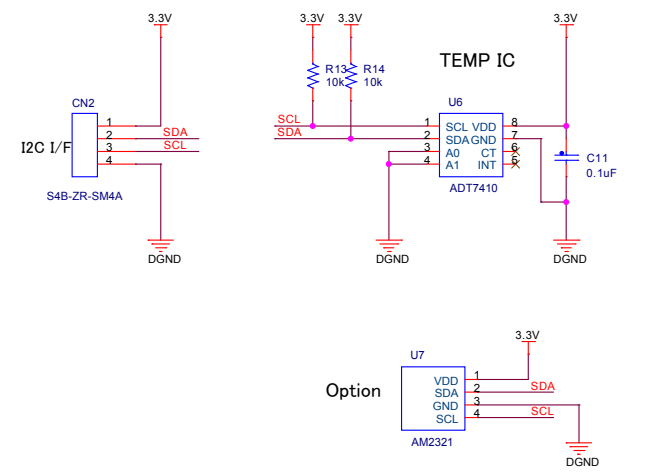 3.3V
CN2
1
2
3
4
SDA
SCL
I2C I/F
S4B-ZR-SM4A
DGND
3.3V 3.3V
R13 R14
10k 10k
SCL
SDA
TEMP IC
U6
1 SCL VDD 8
2 SDA GND 7
3 A0 CT 6
4 A1 INT 5
ADT7410
DGND
3.3V
C11
0.1uF
DGND
Option
U7
3.3V
VDD 1
SDA 2 SDA
GND 3
SCL 4 SCL
AM2321
DGND